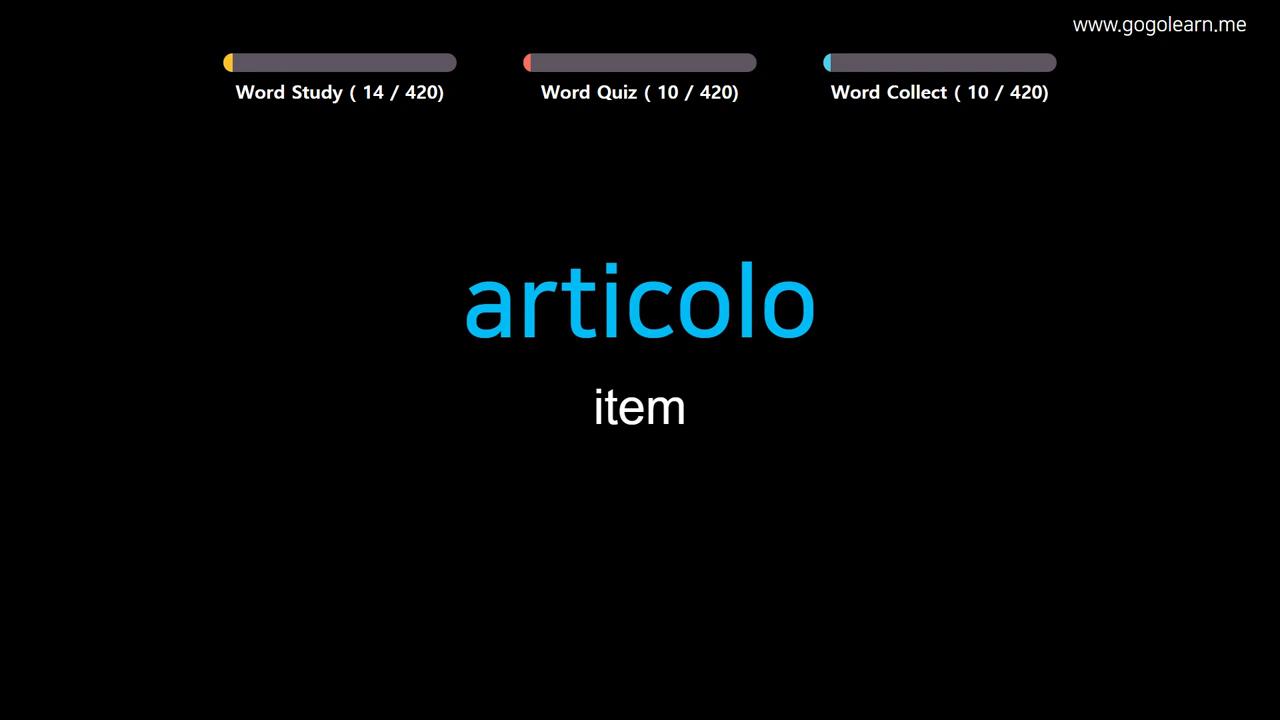 www.gogolearn.me
Word Study ( 14 / 420)
Word Quiz ( 10 / 420)
Word Collect ( 10 / 420)
articolo
item